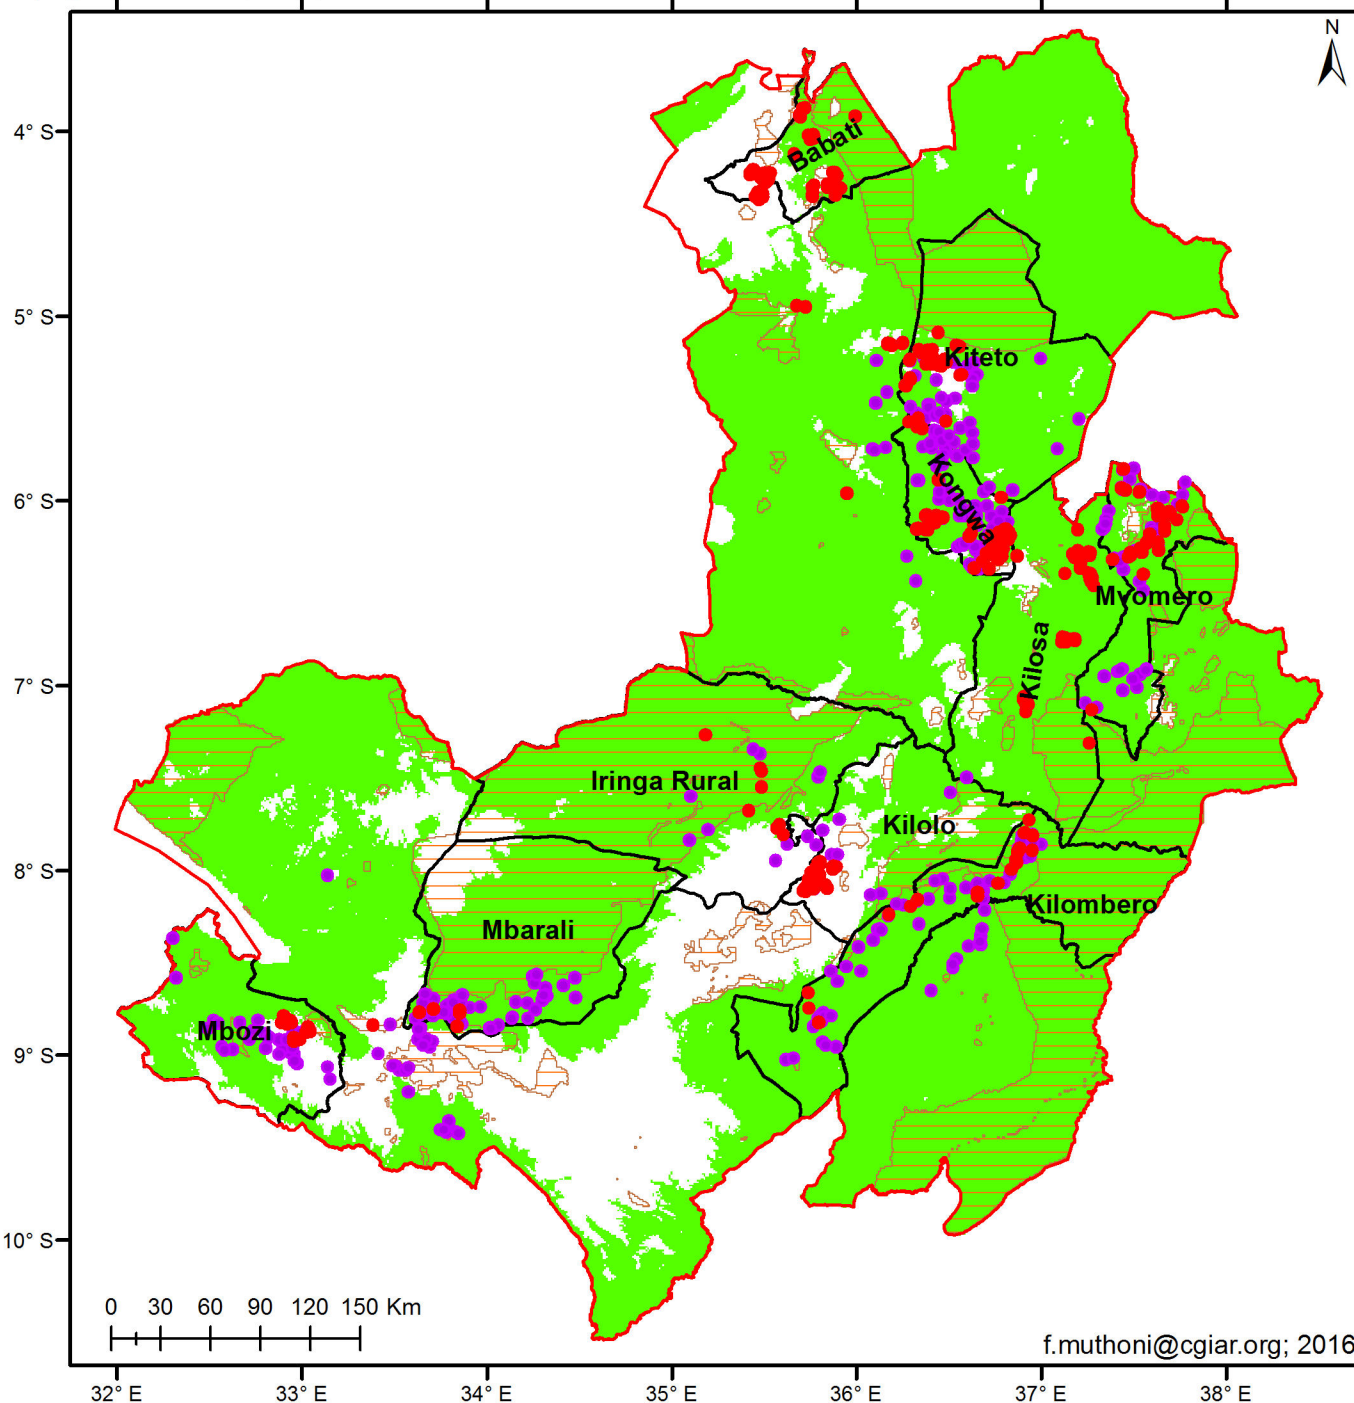 N
4° S
Babati
5° S
Kiteto
Kongwa
6° S
Mvomero
Kilosa
7° S
Iringa Rural
Kilolo
8° S
Kilombero
Mbarali
Mbozi
9° S
10° S
0 30 60 90 120 150 Km
f.muthoni@cgiar.org; 2016
32° E 33° E 34° E 35° E 36° E 37° E 38° E